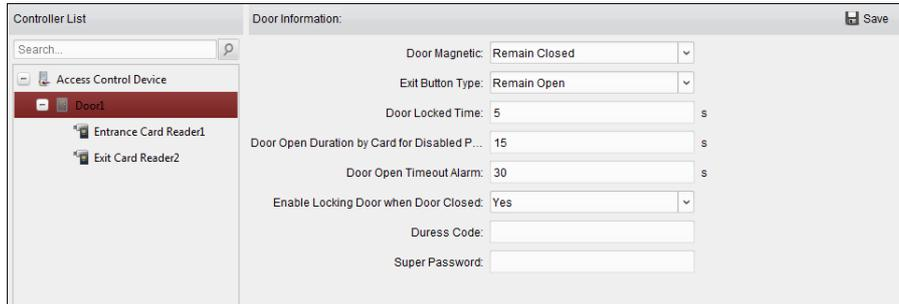 Controller List
Search...
Access Control Device
Door1
Entrance Card Reader1
Exit Card Reader2
Door Information:
Save
Door Magnetic: Remain Closed
Exit Button Type: Remain Open
Door Locked Time: 5 s
Door Open Duration by Card for Disabled P... 15 s
Door Open Timeout Alarm: 30 s
Enable Locking Door when Door Closed: Yes
Duress Code:
Super Password: